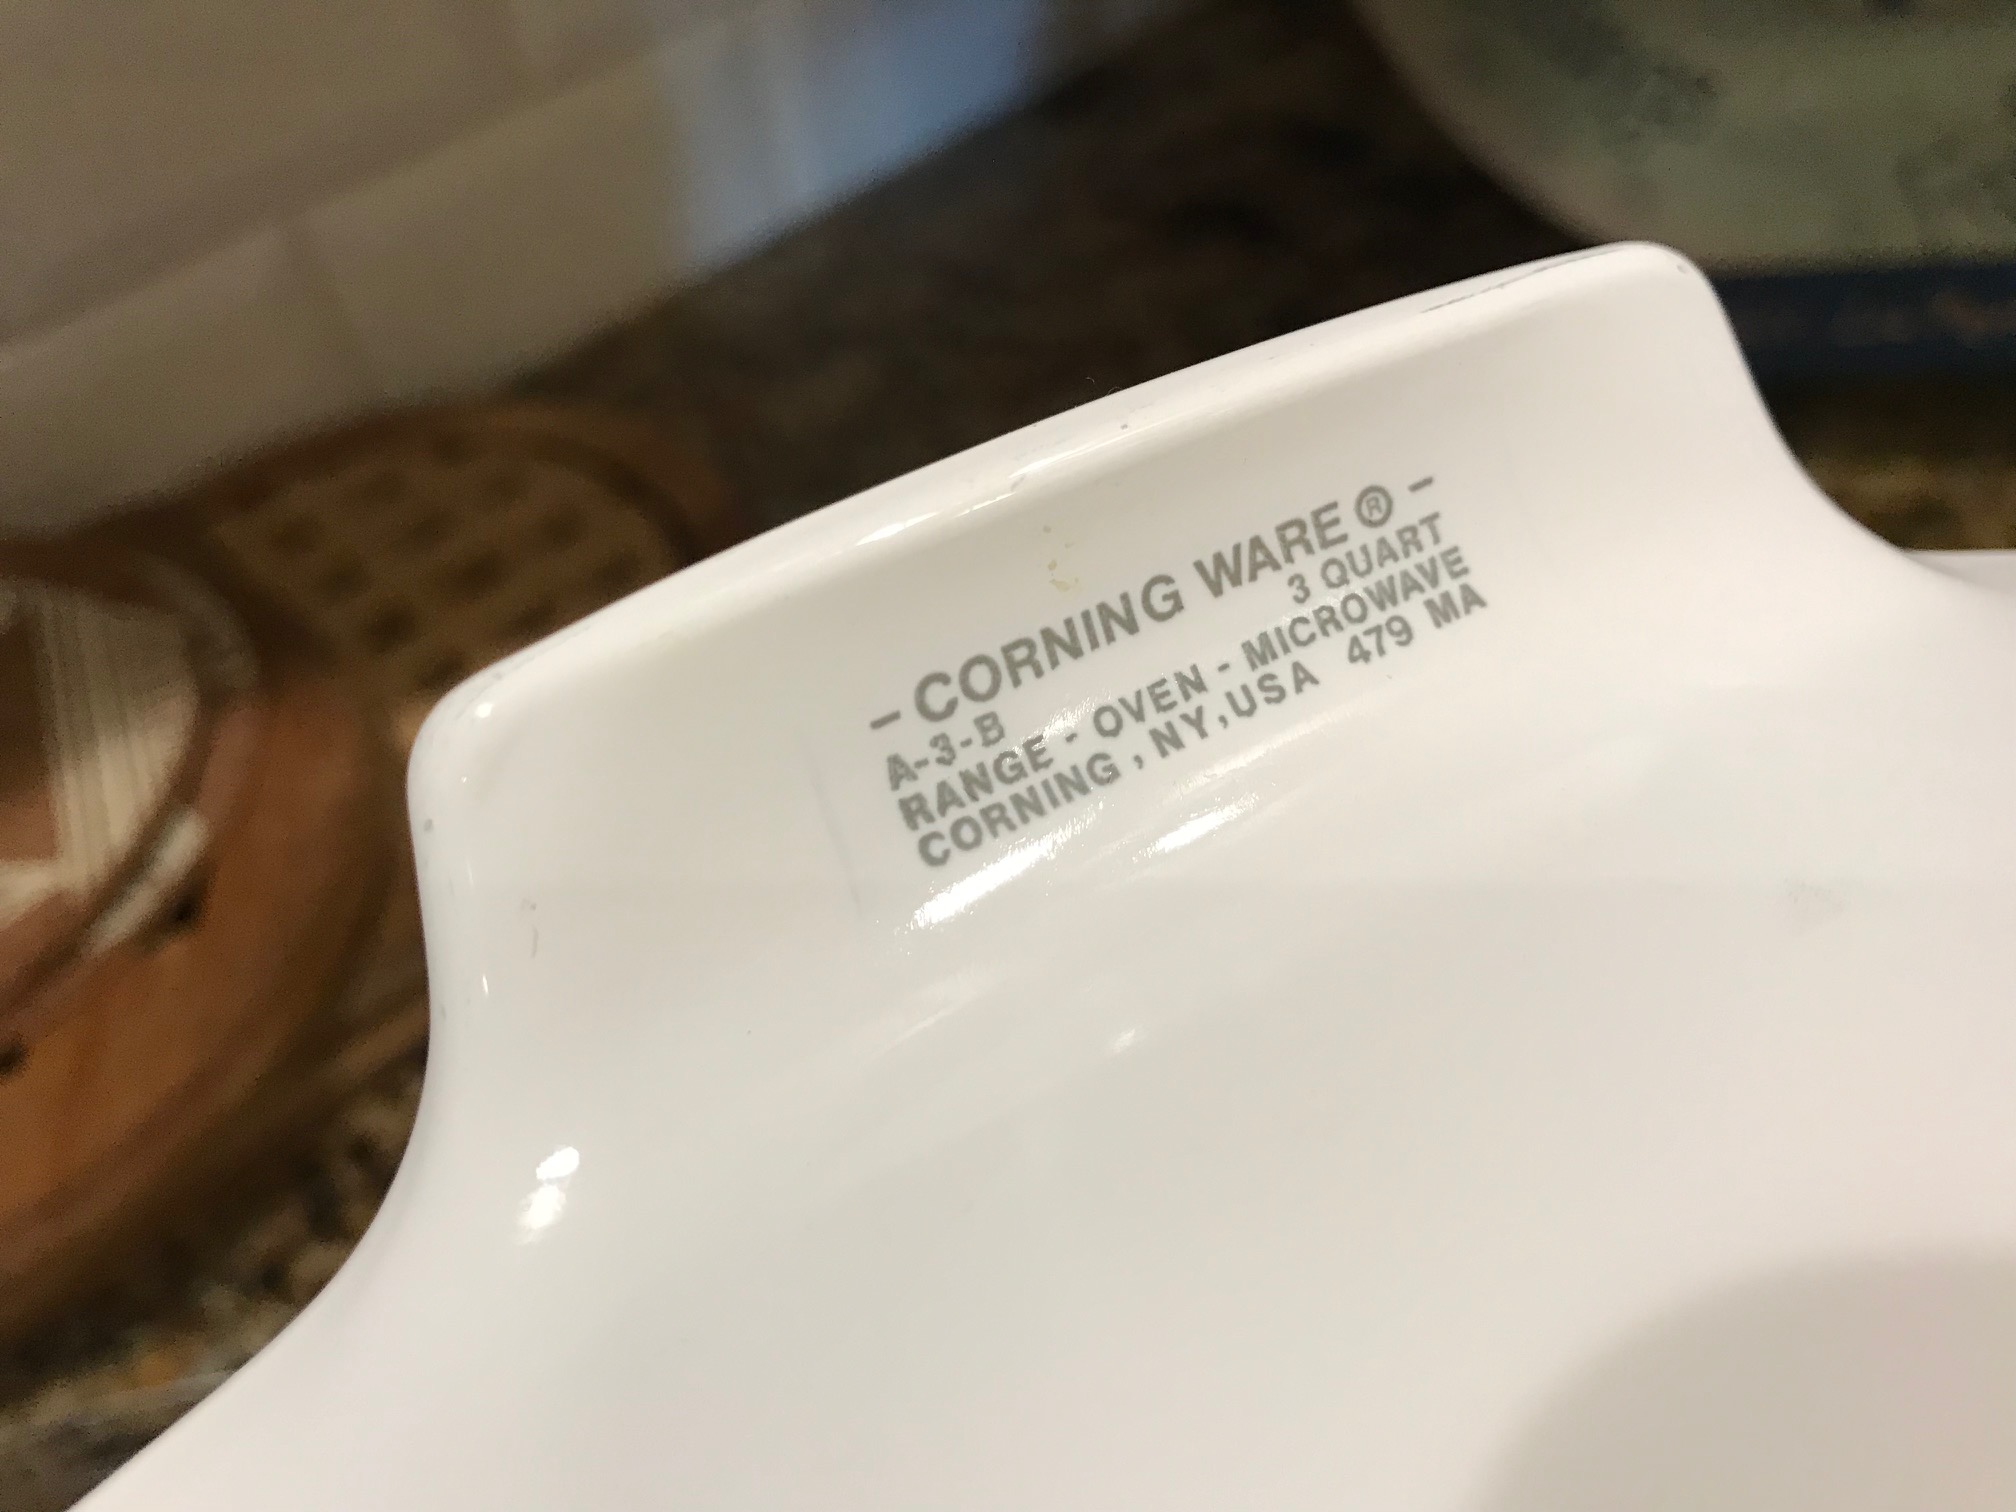 - CORNING WARE® -
A-3-B 3 QUART
RANGE - OVEN - MICROWAVE
CORNING, NY, USA 479 MA